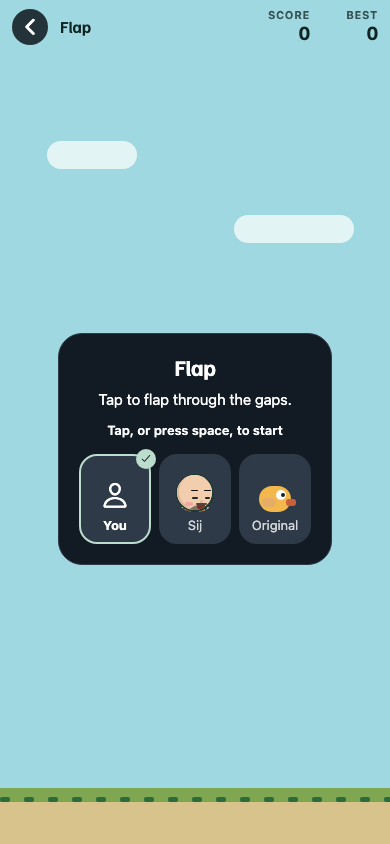 Flap
SCORE
0
BEST
0
Flap
Tap to flap through the gaps.
Tap, or press space, to start
You
Sij
Original